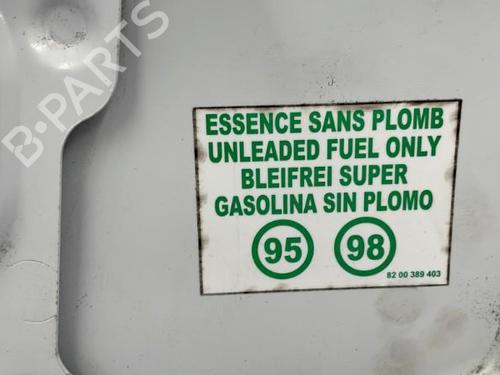 B-PARTS
ESSENCE SANS PLOMB
UNLEADED FUEL ONLY
BLEIFREI SUPER
GASOLINA SIN PLOMO
95 98
82 00 389 403